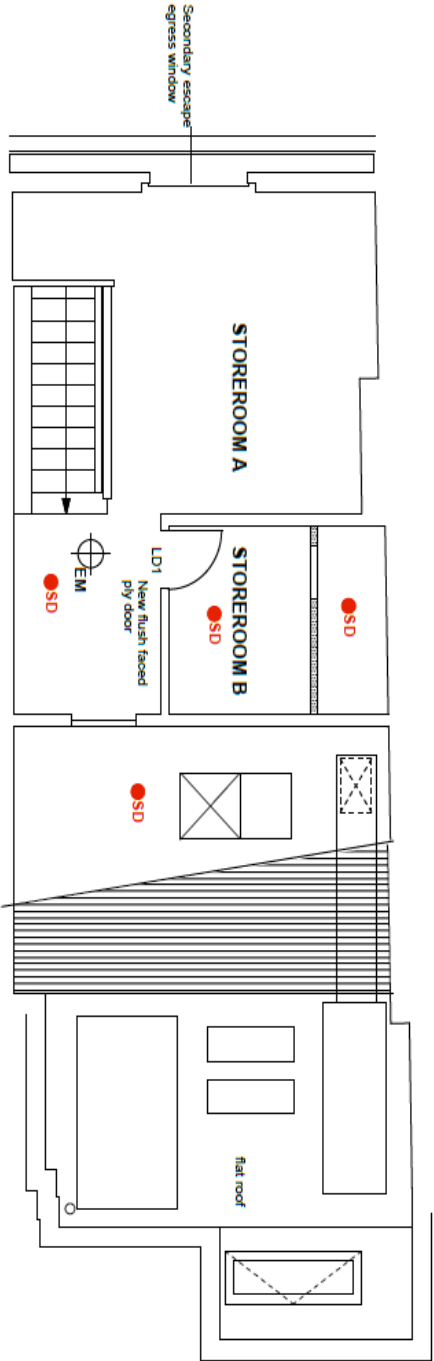 Secondary escape
egress window
STOREROOM A
STOREROOM B
SD
SD
LD1
New flush faced
ply door
EM
SD
SD
flat roof